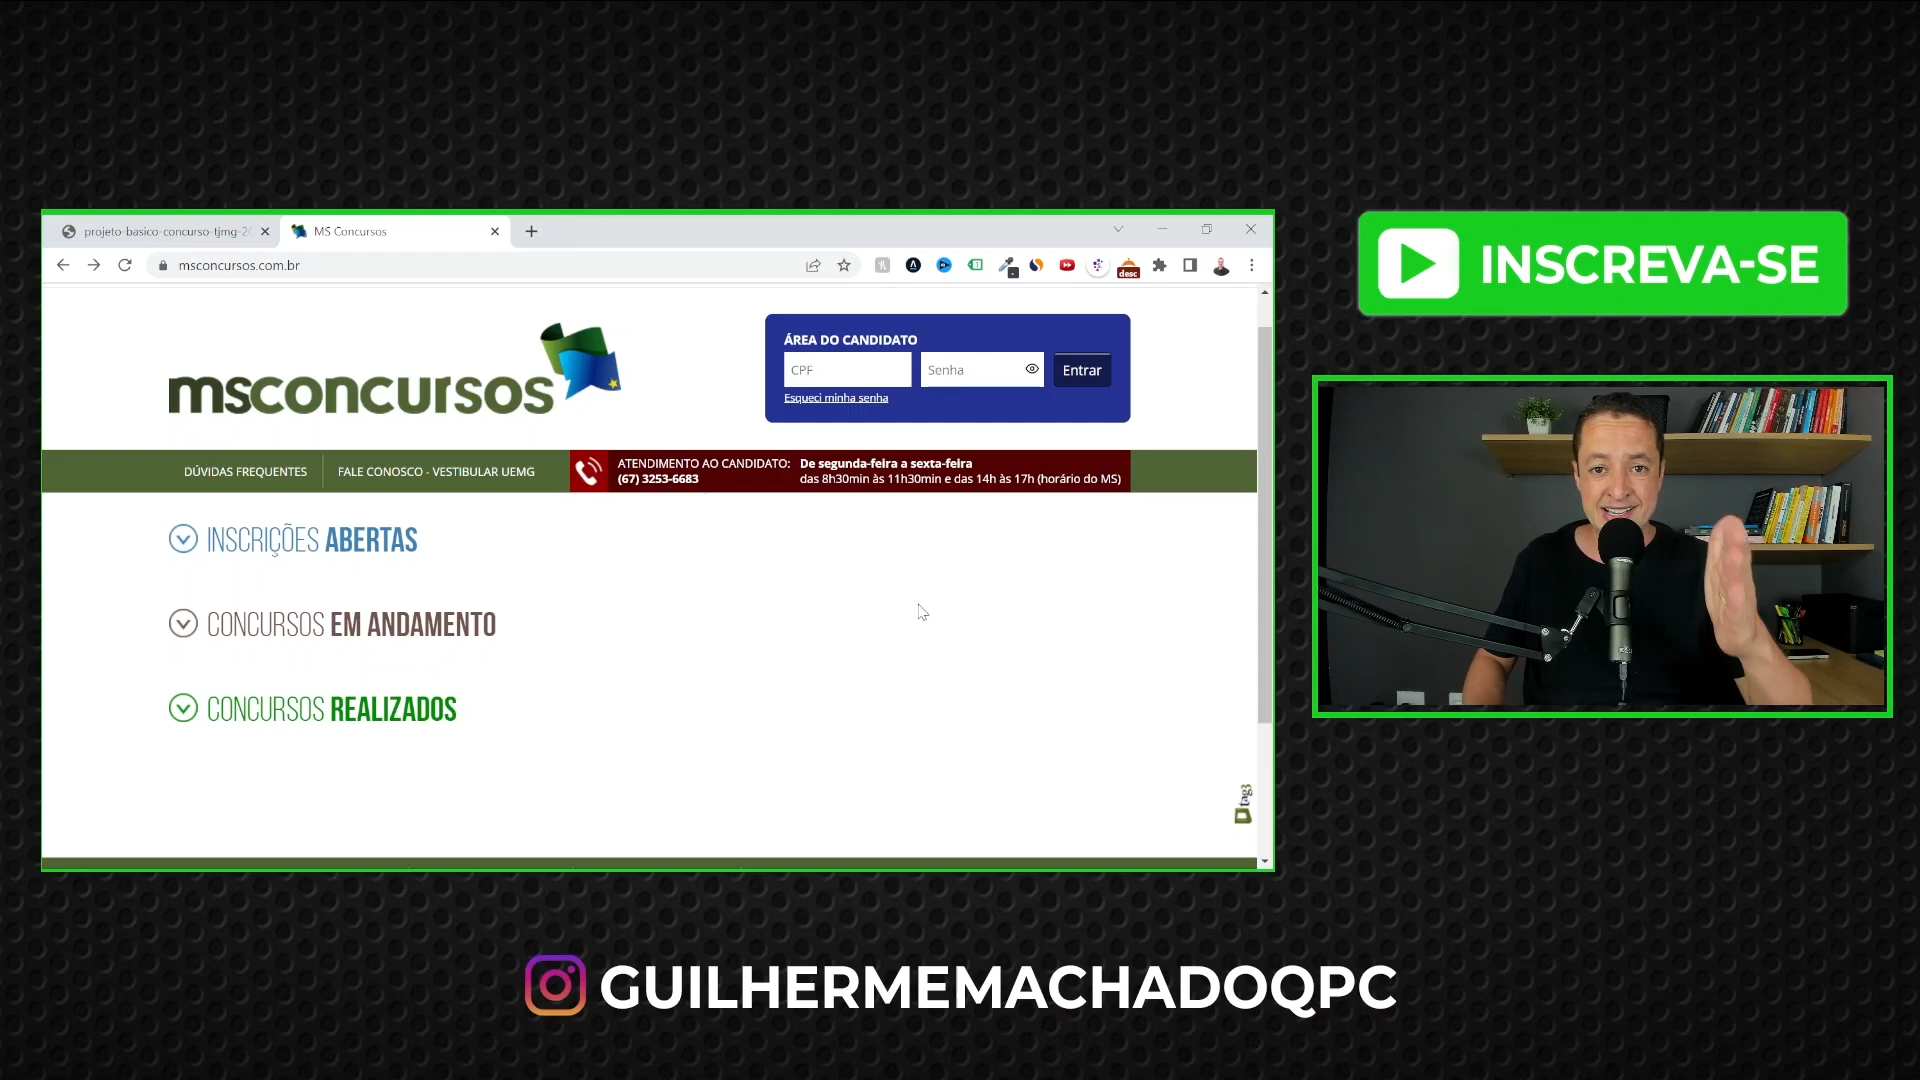 projeto-basico-concurso-tjmg-20
MS Concursos
msconcursos.com.br
desc
msconcursos
ÁREA DO CANDIDATO
CPF
Senha
Entrar
Esqueci minha senha
DÚVIDAS FREQUENTES
FALE CONOSCO - VESTIBULAR UEMG
ATENDIMENTO AO CANDIDATO:
(67) 3253-6683
De segunda-feira a sexta-feira
das 8h30min às 11h30min e das 14h às 17h (horário do MS)
INSCRIÇÕES ABERTAS
CONCURSOS EM ANDAMENTO
CONCURSOS REALIZADOS
tag3
INSCREVA-SE
GUILHERMEMACHADOQPC